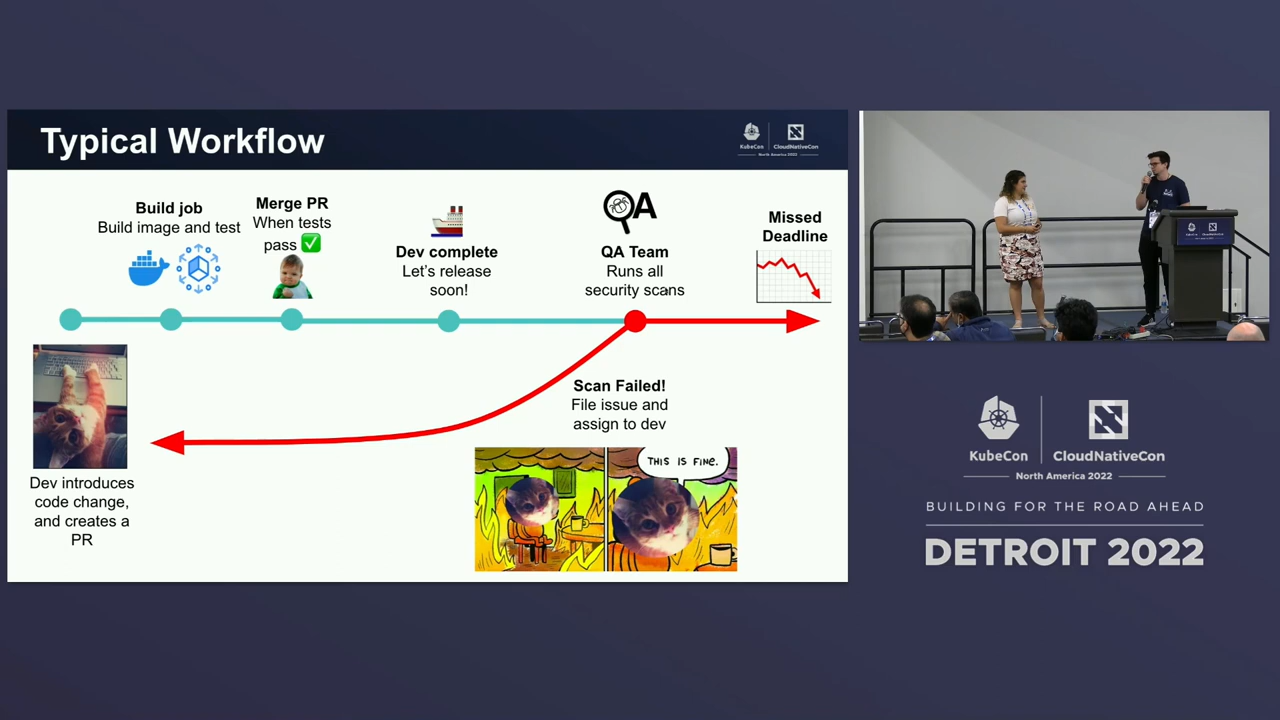 Typical Workflow
KubeCon
CloudNativeCon
North America 2022
Build job
Build image and test
Merge PR
When tests
pass
Dev complete
Let's release
soon!
QA
QA Team
Runs all
security scans
Missed
Deadline
Dev introduces
code change,
and creates a
PR
Scan Failed!
File issue and
assign to dev
THIS IS FINE.
KubeCon
CloudNativeCon
North America 2022
BUILDING FOR THE ROAD AHEAD
DETROIT 2022